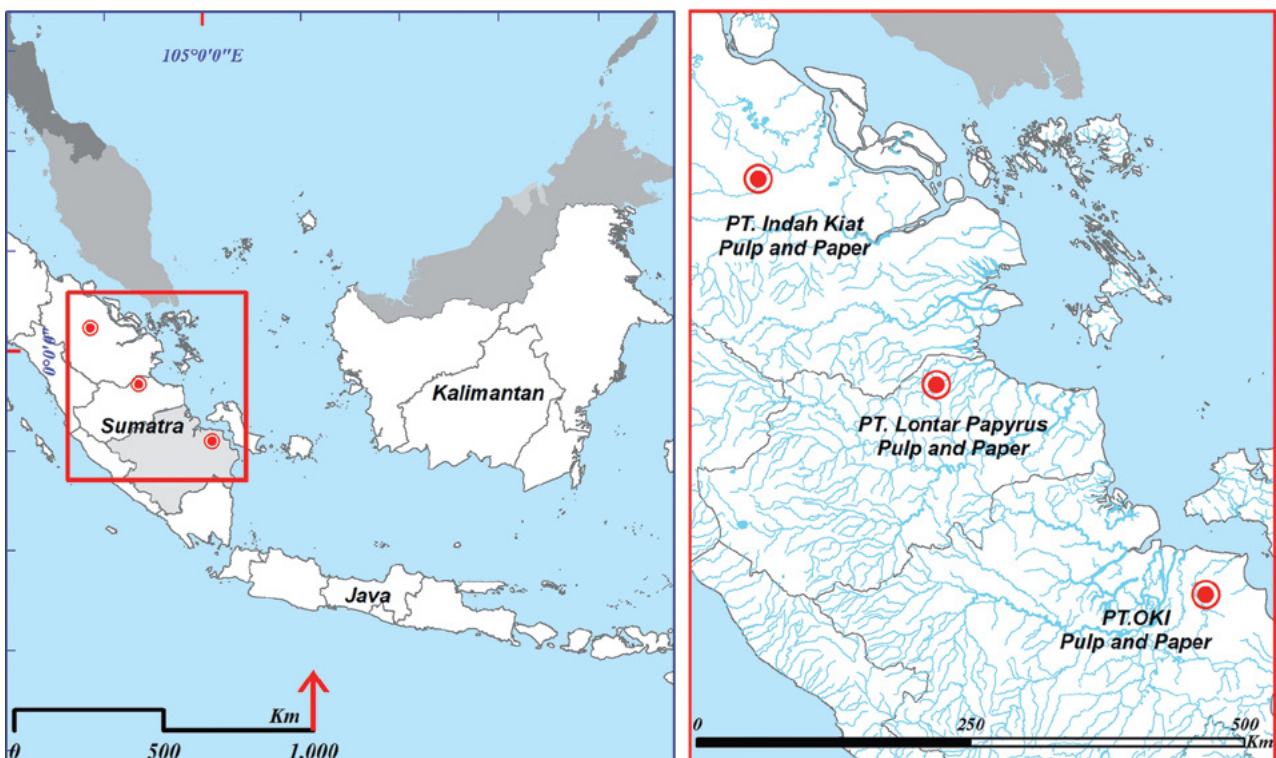 105°0'0"E
0°0'0"
Sumatra
Kalimantan
Java
Km
0 500 1.000
PT. Indah Kiat
Pulp and Paper
PT. Lontar Papyrus
Pulp and Paper
PT.OKI
Pulp and Paper
0 250 500
Km